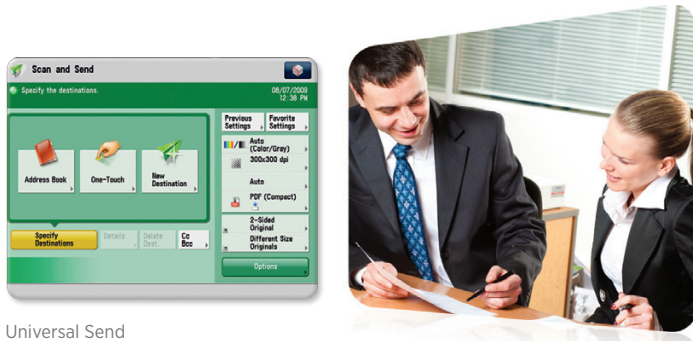 Scan and Send
Specify the destinations.
08/07/2009
12:38 PM
Previous
Settings
Favorite
Settings
Auto
(Color/Gray)
300x300 dpi
Auto
PDF (Compact)
2-Sided
Original
Different Size
Originals
Options
Address Book
One-Touch
New
Destination
Specify
Destinations
Details
Delete
Dest.
Cc
Bcc
Universal Send